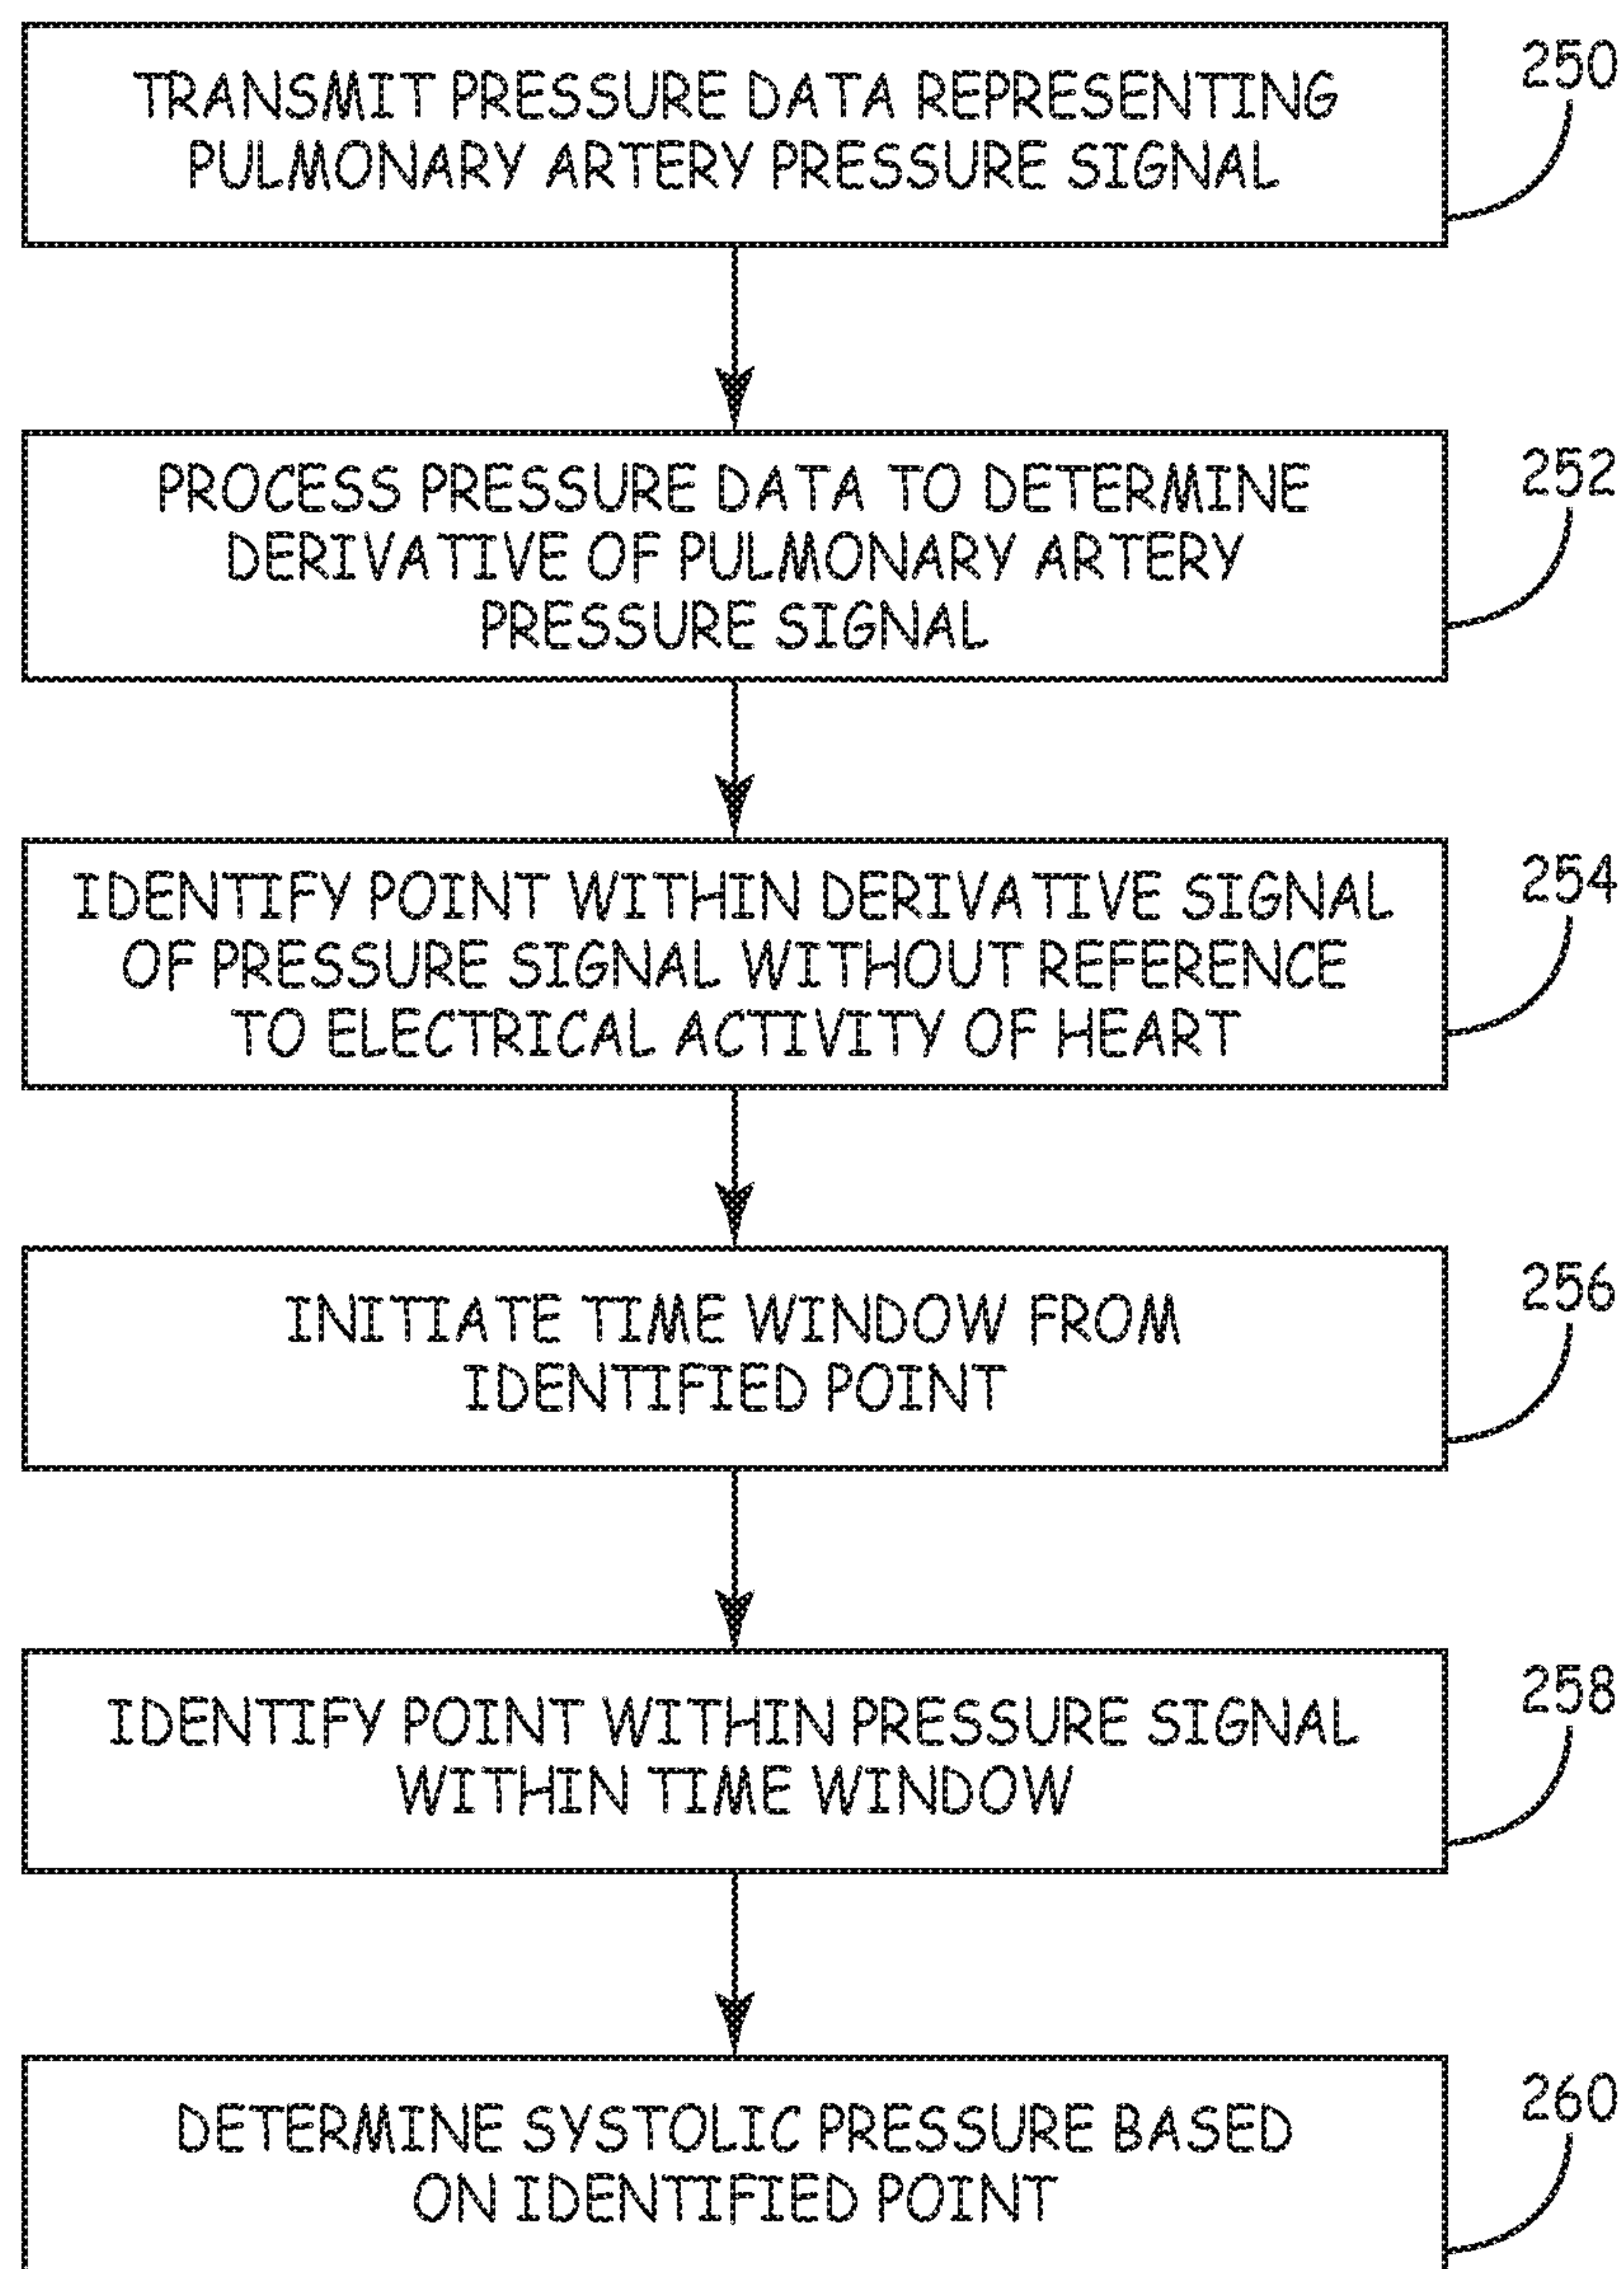 TRANSMIT PRESSURE DATA REPRESENTING
PULMONARY ARTERY PRESSURE SIGNAL
250
PROCESS PRESSURE DATA TO DETERMINE
DERIVATIVE OF PULMONARY ARTERY
PRESSURE SIGNAL
252
IDENTIFY POINT WITHIN DERIVATIVE SIGNAL
OF PRESSURE SIGNAL WITHOUT REFERENCE
TO ELECTRICAL ACTIVITY OF HEART
254
INITIATE TIME WINDOW FROM
IDENTIFIED POINT
256
IDENTIFY POINT WITHIN PRESSURE SIGNAL
WITHIN TIME WINDOW
258
DETERMINE SYSTOLIC PRESSURE BASED
ON IDENTIFIED POINT
260